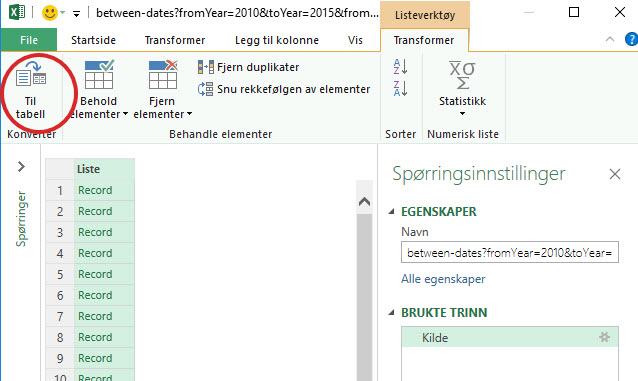 between-dates?fromYear=2010&toYear=2015&from...
Listeverktøy
File
Startside
Transformer
Legg til kolonne
Vis
Transformer
Til
tabell
Behold
elementer
Fjern
elementer
Fjern duplikater
Snu rekkefølgen av elementer
A
Z
Z
A
X̅σ
Σ
Statistikk
Konverter
Behandle elementer
Sorter
Numerisk liste
Spørringer
Liste
1 Record
2 Record
3 Record
4 Record
5 Record
6 Record
7 Record
8 Record
9 Record
10 Record
Spørringsinnstillinger
EGENSKAPER
Navn
between-dates?fromYear=2010&toYear=
Alle egenskaper
BRUKTE TRINN
Kilde